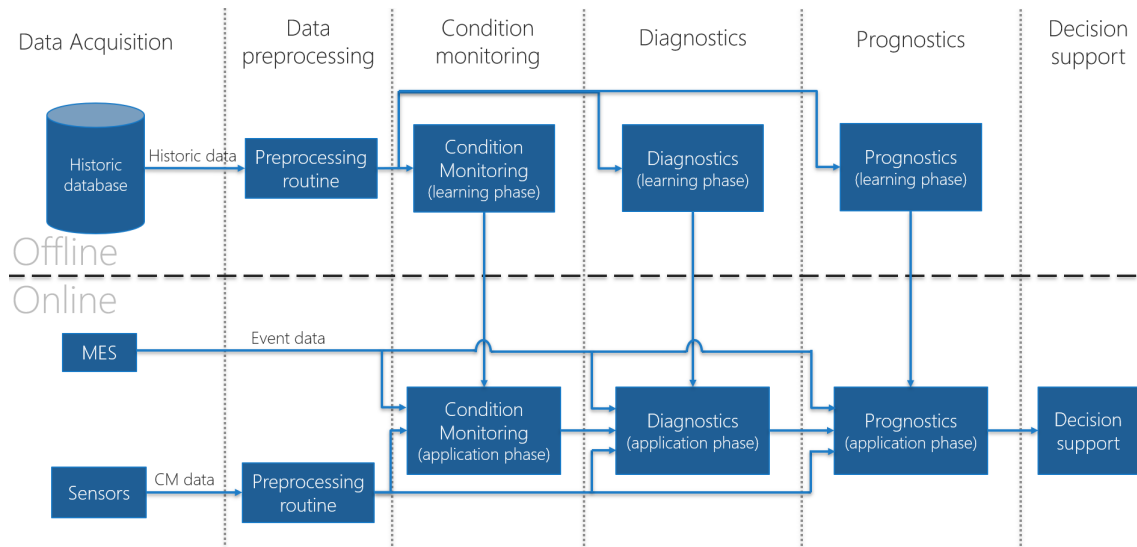 Data Acquisition
Data
preprocessing
Condition
monitoring
Diagnostics
Prognostics
Decision
support
Historic
database
Historic data
Preprocessing
routine
Condition
Monitoring
(learning phase)
Diagnostics
(learning phase)
Prognostics
(learning phase)
Offline
Online
MES
Event data
Condition
Monitoring
(application phase)
Diagnostics
(application phase)
Prognostics
(application phase)
Decision
support
Sensors
CM data
Preprocessing
routine